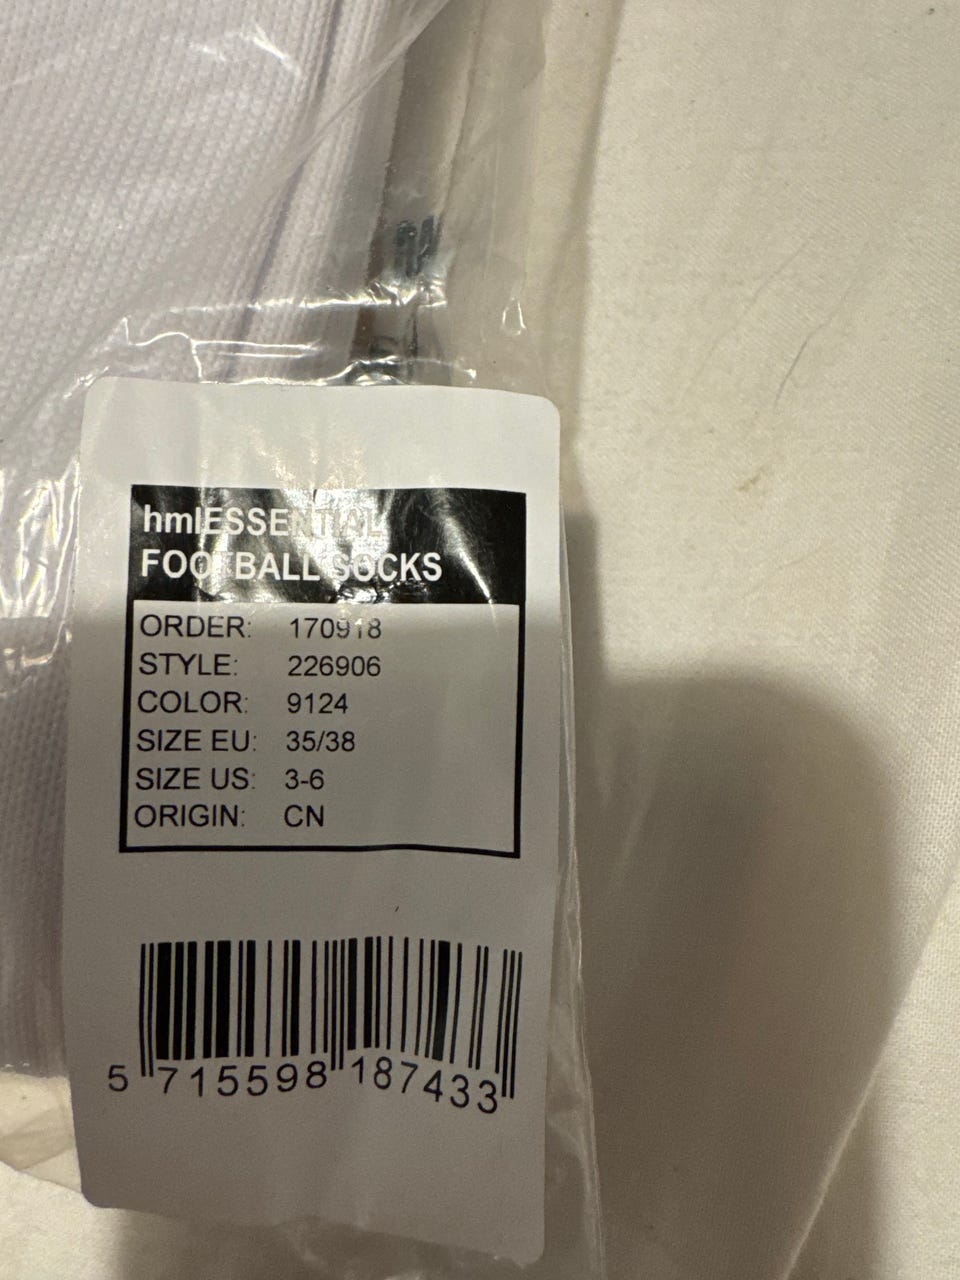 hmlESSENTIAL
FOOTBALL SOCKS
ORDER: 170918
STYLE: 226906
COLOR: 9124
SIZE EU: 35/38
SIZE US: 3-6
ORIGIN: CN
5 715598 187433